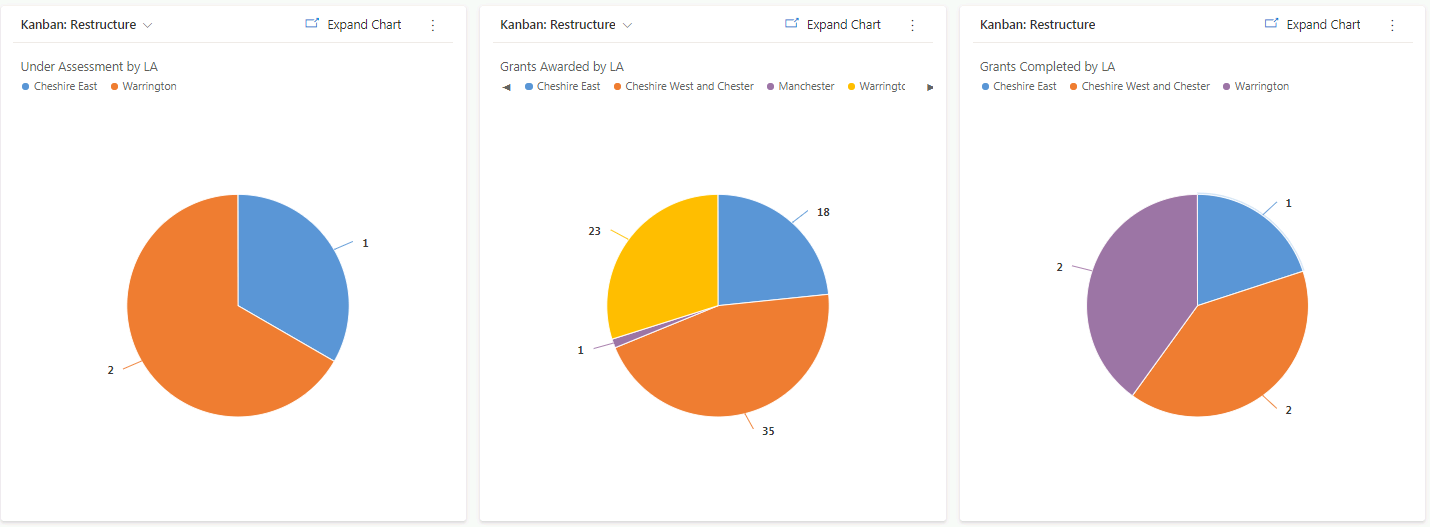 Kanban: Restructure
Expand Chart
Under Assessment by LA
Cheshire East Warrington
1
2
Kanban: Restructure
Expand Chart
Grants Awarded by LA
Cheshire East Cheshire West and Chester Manchester Warringtc
18
23
1
35
Kanban: Restructure
Expand Chart
Grants Completed by LA
Cheshire East Cheshire West and Chester Warrington
1
2
2